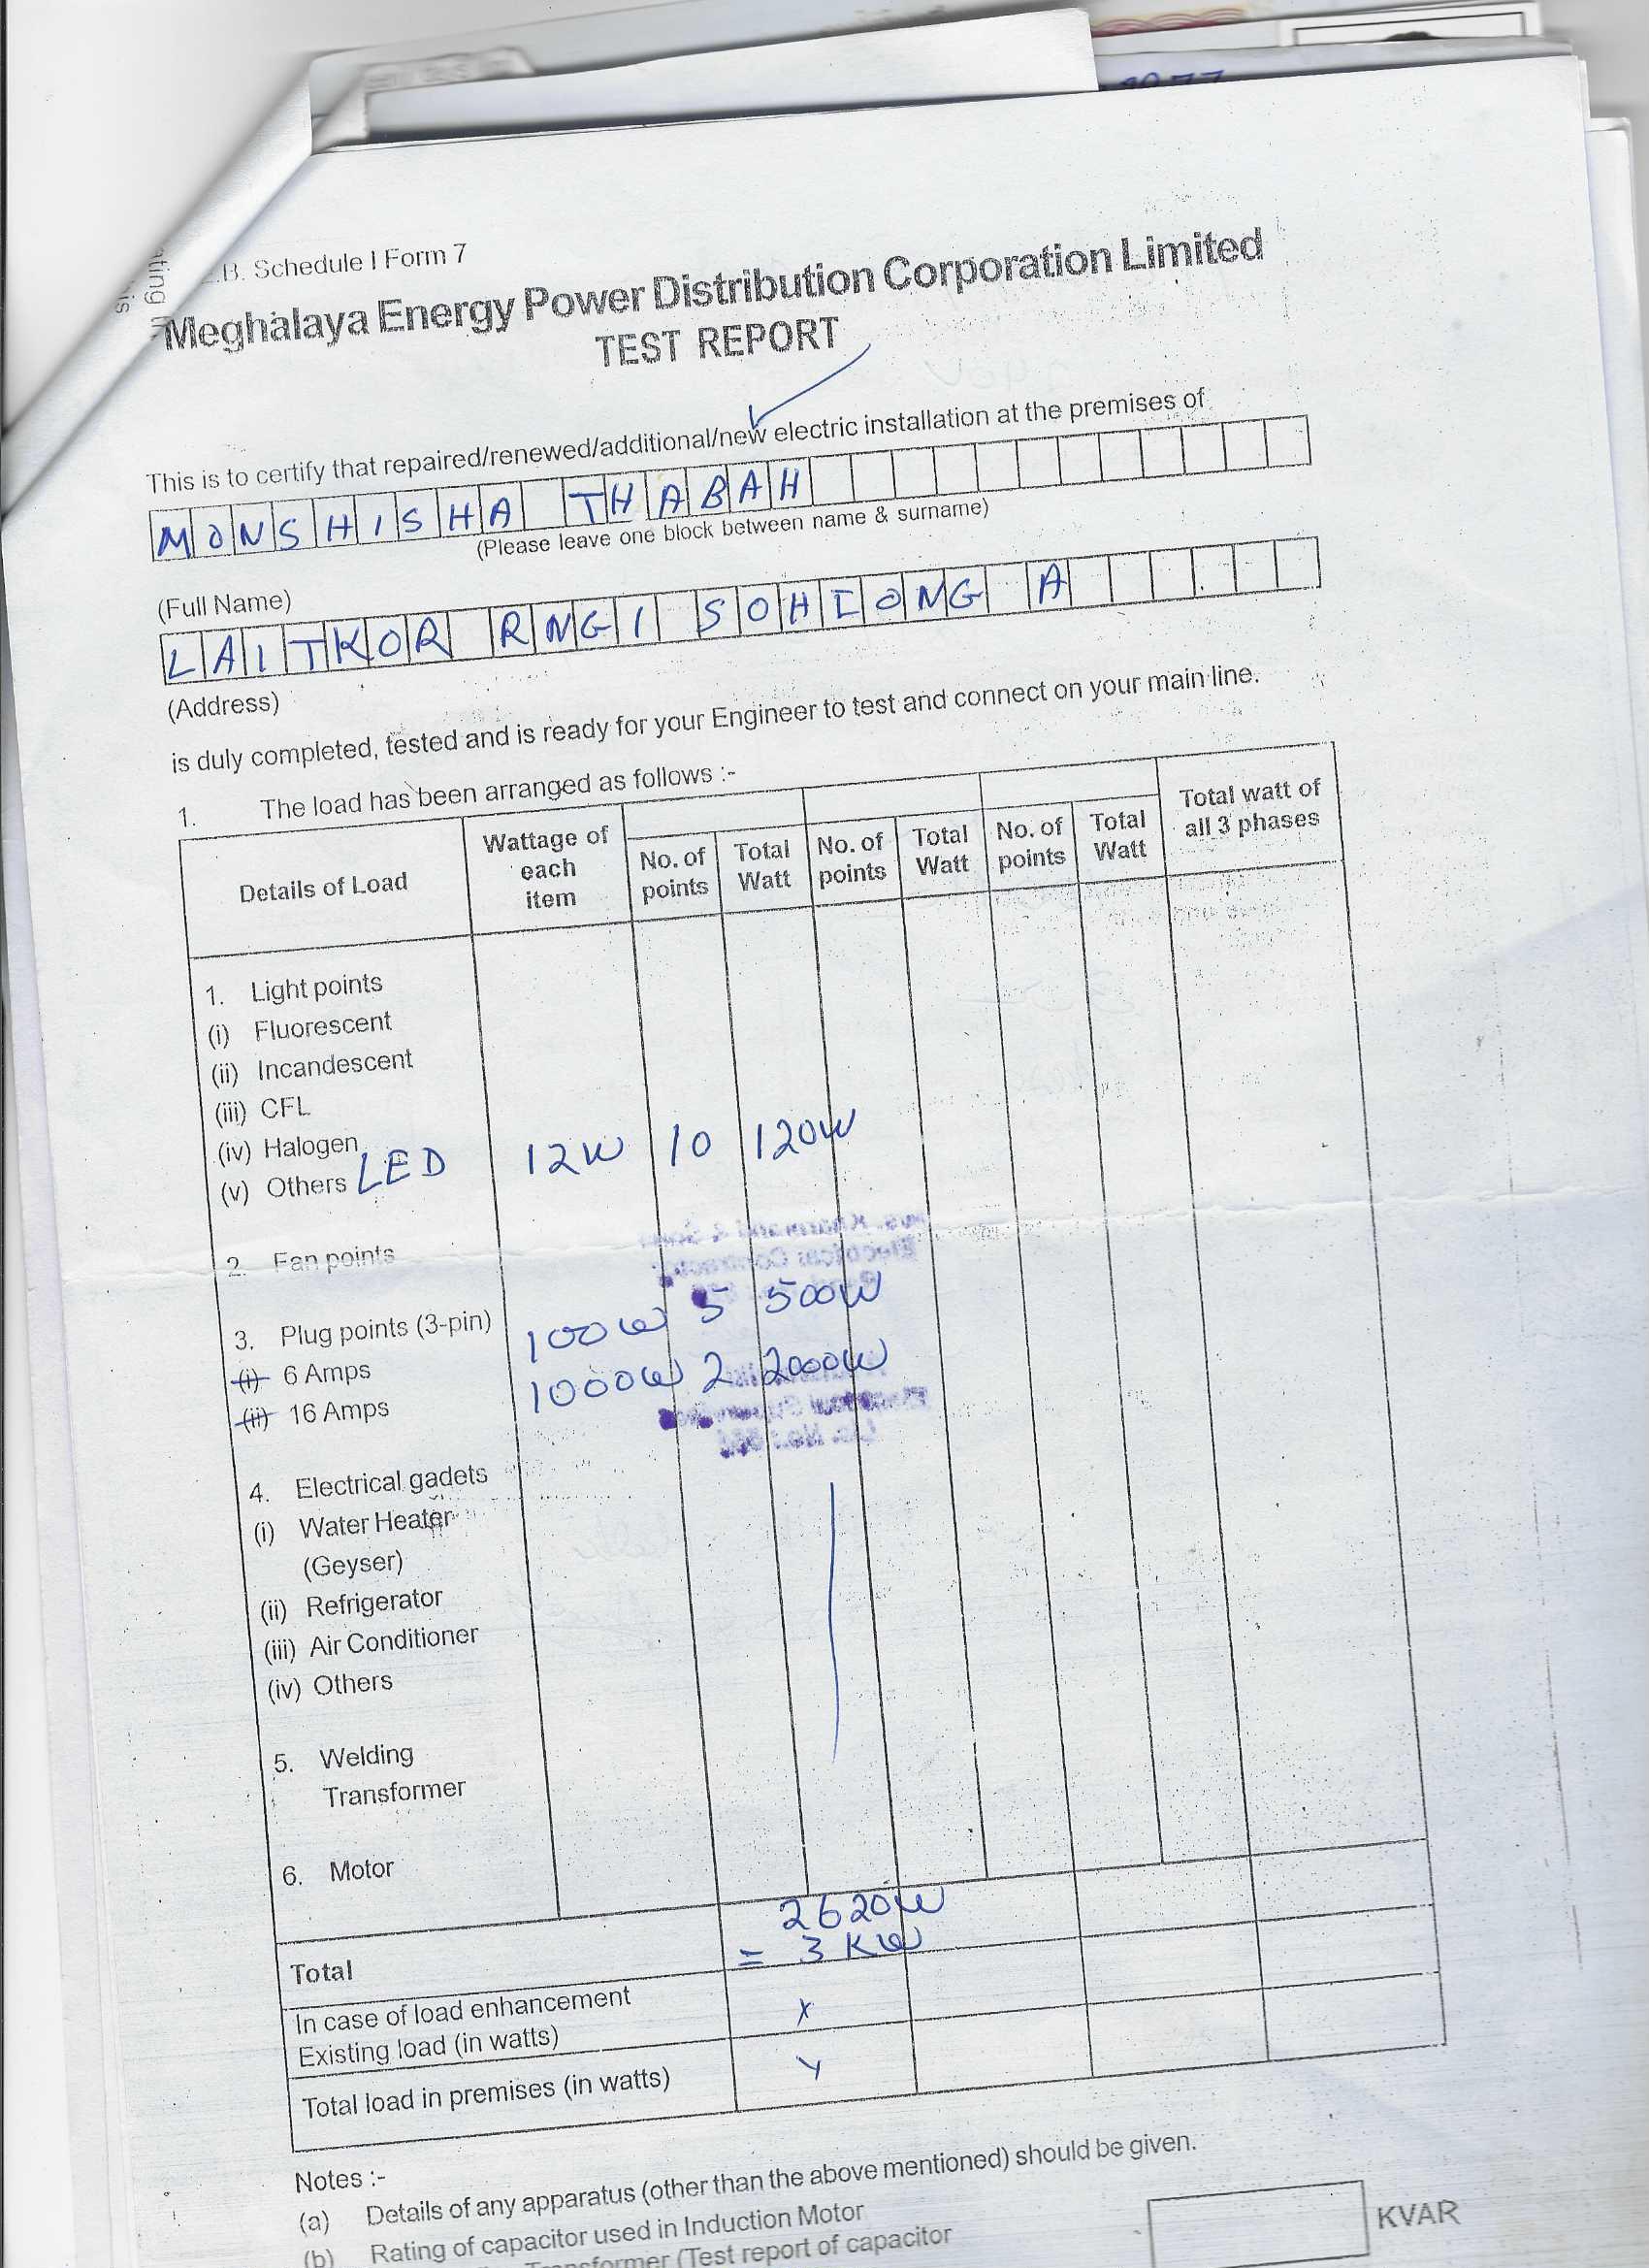 .B. Schedule I Form 7
Meghalaya Energy Power Distribution Corporation Limited
TEST REPORT
This is to certify that repaired/renewed/additional/new electric installation at the premises of
MONSHISHA THABAH
(Please leave one block between name & surname)
(Full Name)
LAITKOR RNGI SOHIONG A
(Address)
is duly completed, tested and is ready for your Engineer to test and connect on your main line.
1. The load has been arranged as follows :-
Details of Load Wattage of each item No. of points Total Watt No. of points Total Watt No. of points Total Watt Total watt of all 3 phases
1. Light points
(i) Fluorescent
(ii) Incandescent
(iii) CFL
(iv) Halogen
(v) Others LED 12W 10 120W
2. Fan points
3. Plug points (3-pin)
(i) 6 Amps 100W 5 500W
(ii) 16 Amps 1000W 2 2000W
4. Electrical gadets
(i) Water Heater
(Geyser)
(ii) Refrigerator
(iii) Air Conditioner
(iv) Others
5. Welding
Transformer
6. Motor
2620W
Total = 3 KW
In case of load enhancement
Existing load (in watts) X
Total load in premises (in watts)
Notes :-
(a) Details of any apparatus (other than the above mentioned) should be given.
(b) Rating of capacitor used in Induction Motor KVAR
Transformer (Test report of capacitor